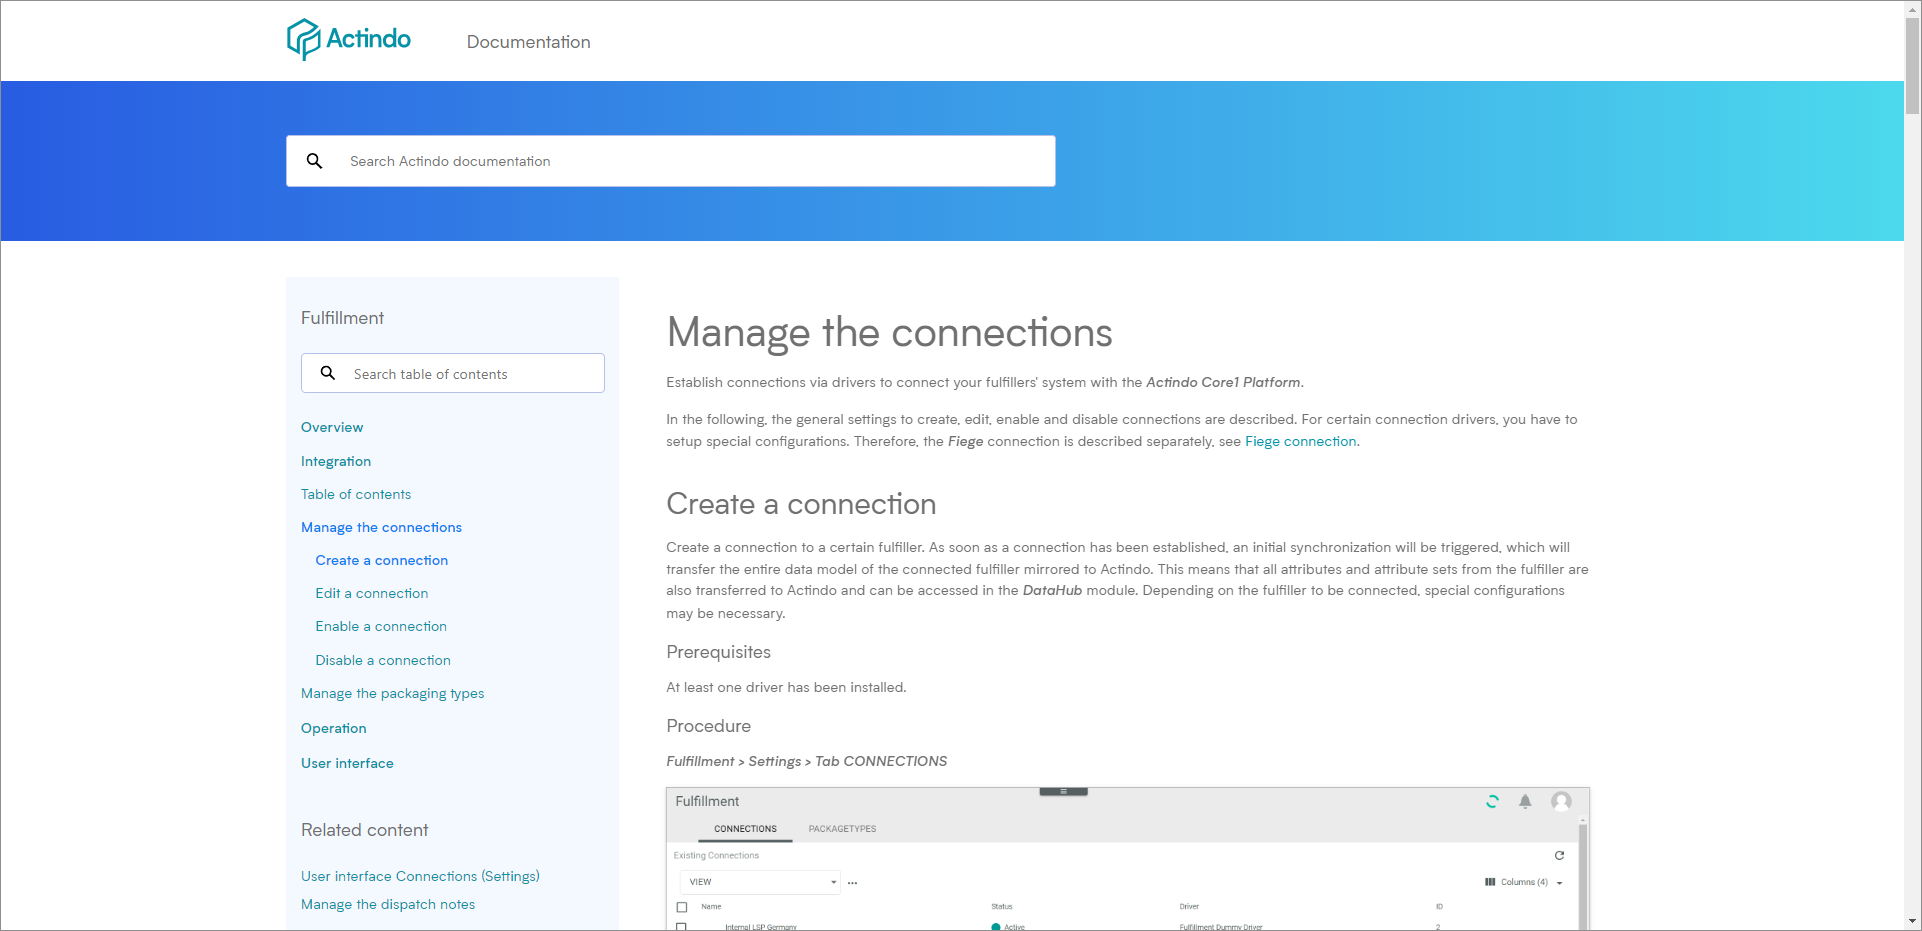 Actindo
Documentation
Search Actindo documentation
Fulfillment
Search table of contents
Overview
Integration
Table of contents
Manage the connections
Create a connection
Edit a connection
Enable a connection
Disable a connection
Manage the packaging types
Operation
User interface
Related content
User interface Connections (Settings)
Manage the dispatch notes
Manage the connections
Establish connections via drivers to connect your fulfillers' system with the Actindo Core1 Platform.
In the following, the general settings to create, edit, enable and disable connections are described. For certain connection drivers, you have to
setup special configurations. Therefore, the Fiege connection is described separately, see Fiege connection.
Create a connection
Create a connection to a certain fulfiller. As soon as a connection has been established, an initial synchronization will be triggered, which will
transfer the entire data model of the connected fulfiller mirrored to Actindo. This means that all attributes and attribute sets from the fulfiller are
also transferred to Actindo and can be accessed in the DataHub module. Depending on the fulfiller to be connected, special configurations
may be necessary.
Prerequisites
At least one driver has been installed.
Procedure
Fulfillment > Settings > Tab CONNECTIONS
Fulfillment
CONNECTIONS PACKAGETYPES
Existing Connections
VIEW
Columns (4)
Name Status Driver ID
Internal LSP Germany Active Fulfillment Dummy Driver 2